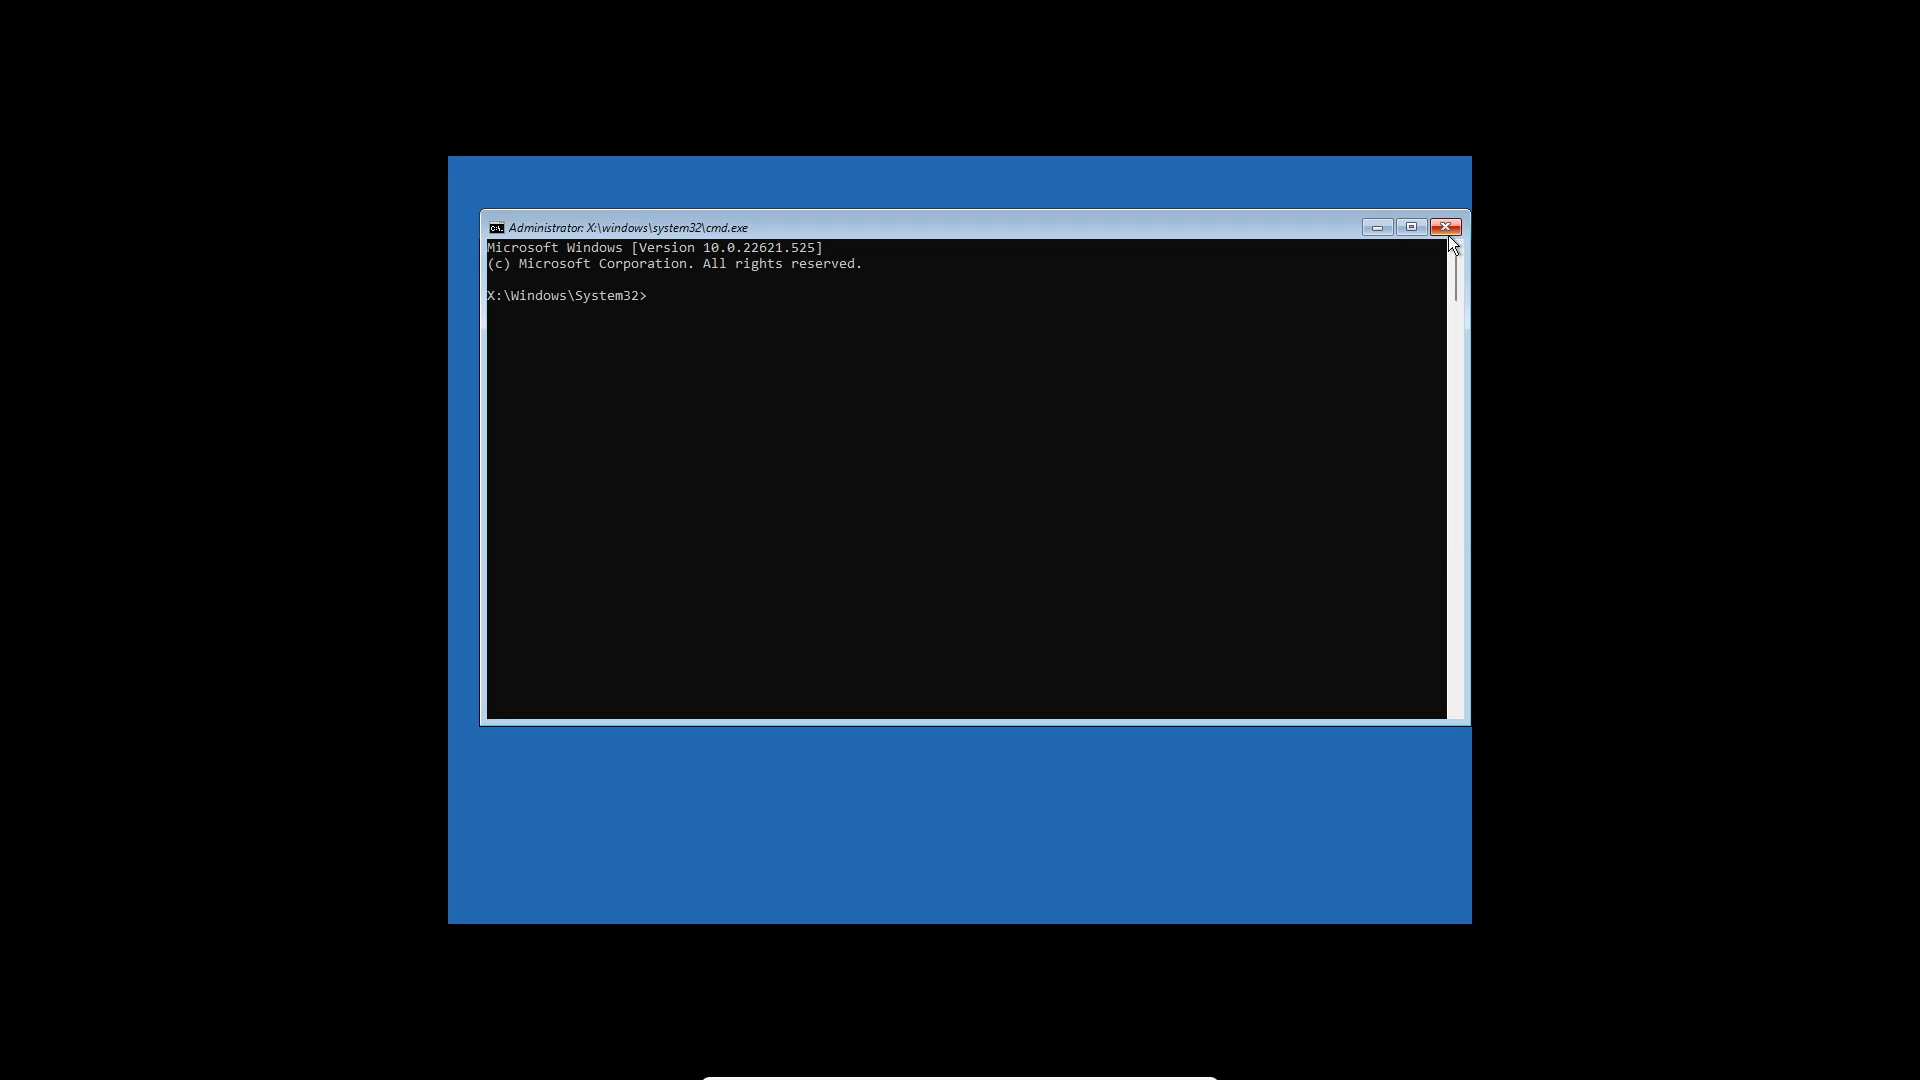 Administrator: X:\windows\system32\cmd.exe
Microsoft Windows [Version 10.0.22621.525]
(c) Microsoft Corporation. All rights reserved.
X:\Windows\System32>